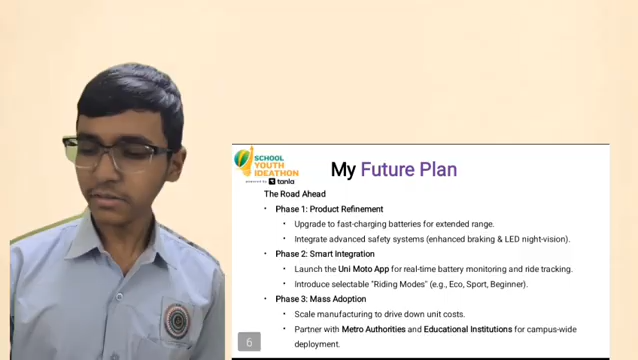 SCHOOL
YOUTH
IDEATHON
powered by tanla
My Future Plan
The Road Ahead
• Phase 1: Product Refinement
• Upgrade to fast-charging batteries for extended range.
• Integrate advanced safety systems (enhanced braking & LED night-vision).
• Phase 2: Smart Integration
• Launch the Uni Moto App for real-time battery monitoring and ride tracking.
• Introduce selectable "Riding Modes" (e.g., Eco, Sport, Beginner).
• Phase 3: Mass Adoption
• Scale manufacturing to drive down unit costs.
• Partner with Metro Authorities and Educational Institutions for campus-wide
deployment.
6